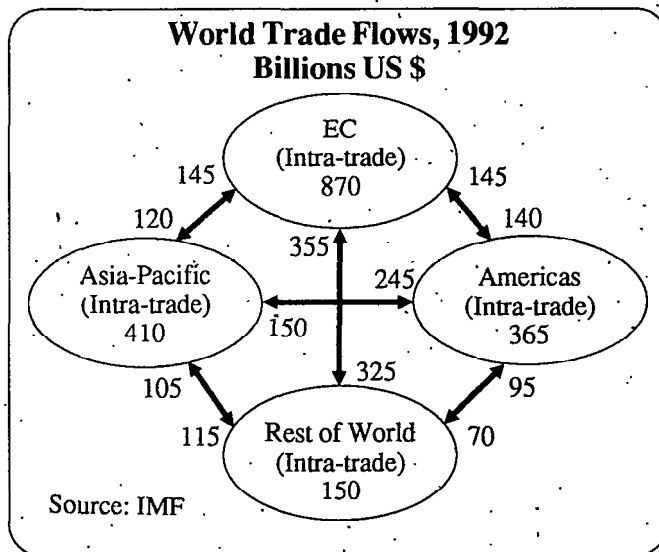 World Trade Flows, 1992
Billions US $
EC
(Intra-trade)
870
145
145
120
140
355
Asia-Pacific
(Intra-trade)
410
245
150
Americas
(Intra-trade)
365
325
105
95
115
70
Rest of World
(Intra-trade)
150
Source: IMF